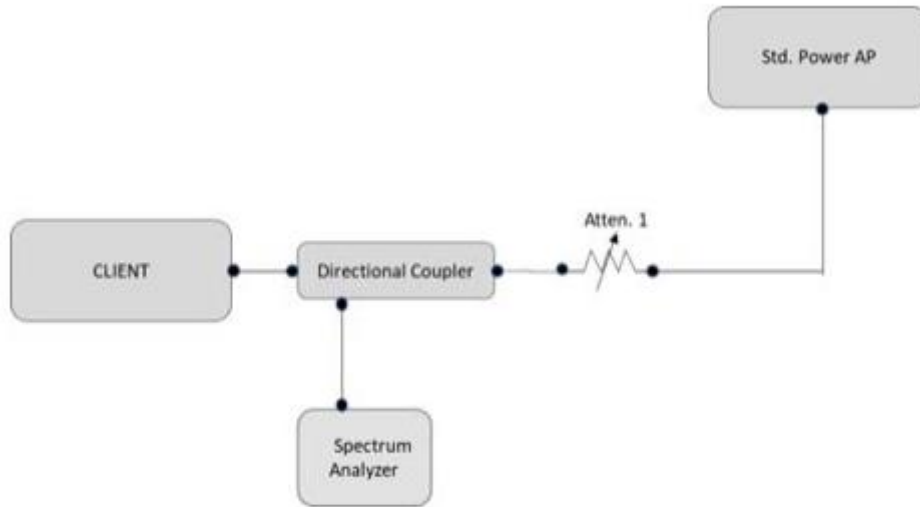 Std. Power AP
Atten. 1
CLIENT
Directional Coupler
Spectrum
Analyzer